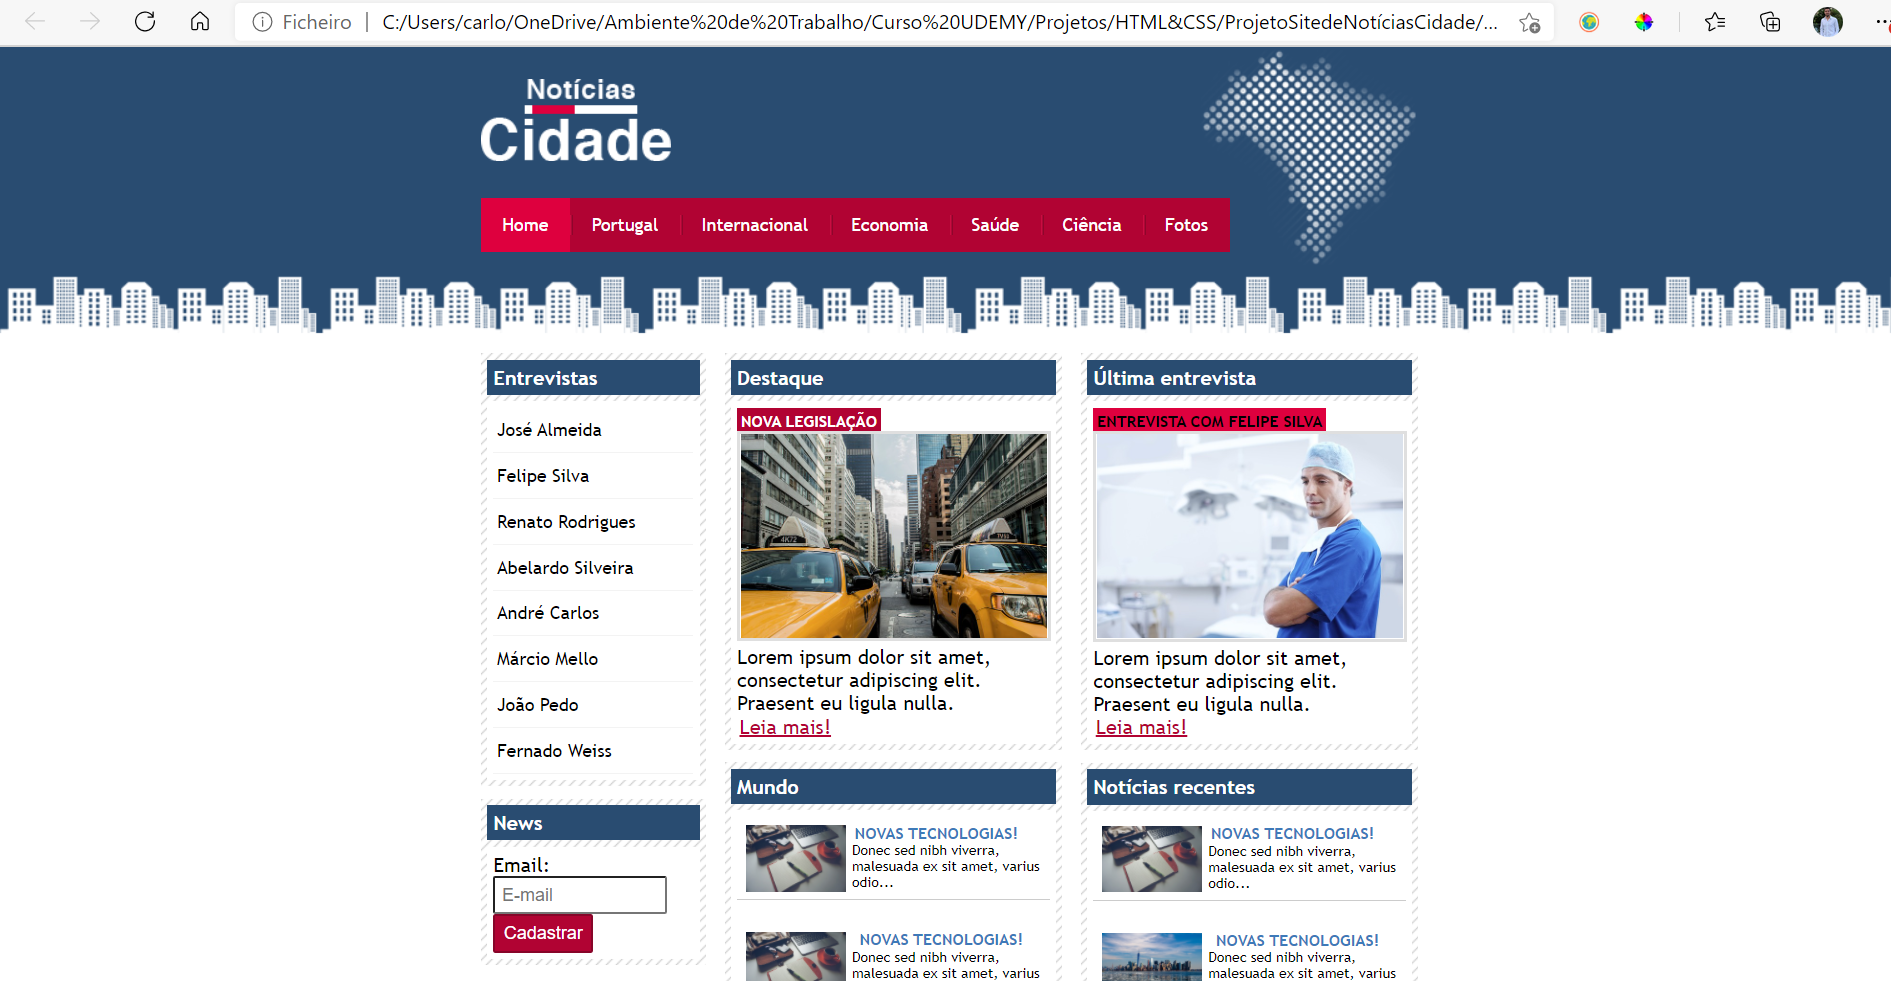 Ficheiro
C:/Users/carlo/OneDrive/Ambiente%20de%20Trabalho/Curso%20UDEMY/Projetos/HTML&CSS/ProjetoSitedeNotíciasCidade/...
Notícias
Cidade
Home
Portugal
Internacional
Economia
Saúde
Ciência
Fotos
Entrevistas
José Almeida
Felipe Silva
Renato Rodrigues
Abelardo Silveira
André Carlos
Márcio Mello
João Pedo
Fernado Weiss
News
Email:
E-mail
Cadastrar
Destaque
NOVA LEGISLAÇÃO
4K72
Lorem ipsum dolor sit amet,
consectetur adipiscing elit.
Praesent eu ligula nulla.
Leia mais!
Mundo
NOVAS TECNOLOGIAS!
Donec sed nibh viverra,
malesuada ex sit amet, varius
odio...
NOVAS TECNOLOGIAS!
Donec sed nibh viverra,
malesuada ex sit amet, varius
Última entrevista
ENTREVISTA COM FELIPE SILVA
Lorem ipsum dolor sit amet,
consectetur adipiscing elit.
Praesent eu ligula nulla.
Leia mais!
Notícias recentes
NOVAS TECNOLOGIAS!
Donec sed nibh viverra,
malesuada ex sit amet, varius
odio...
NOVAS TECNOLOGIAS!
Donec sed nibh viverra,
malesuada ex sit amet, varius